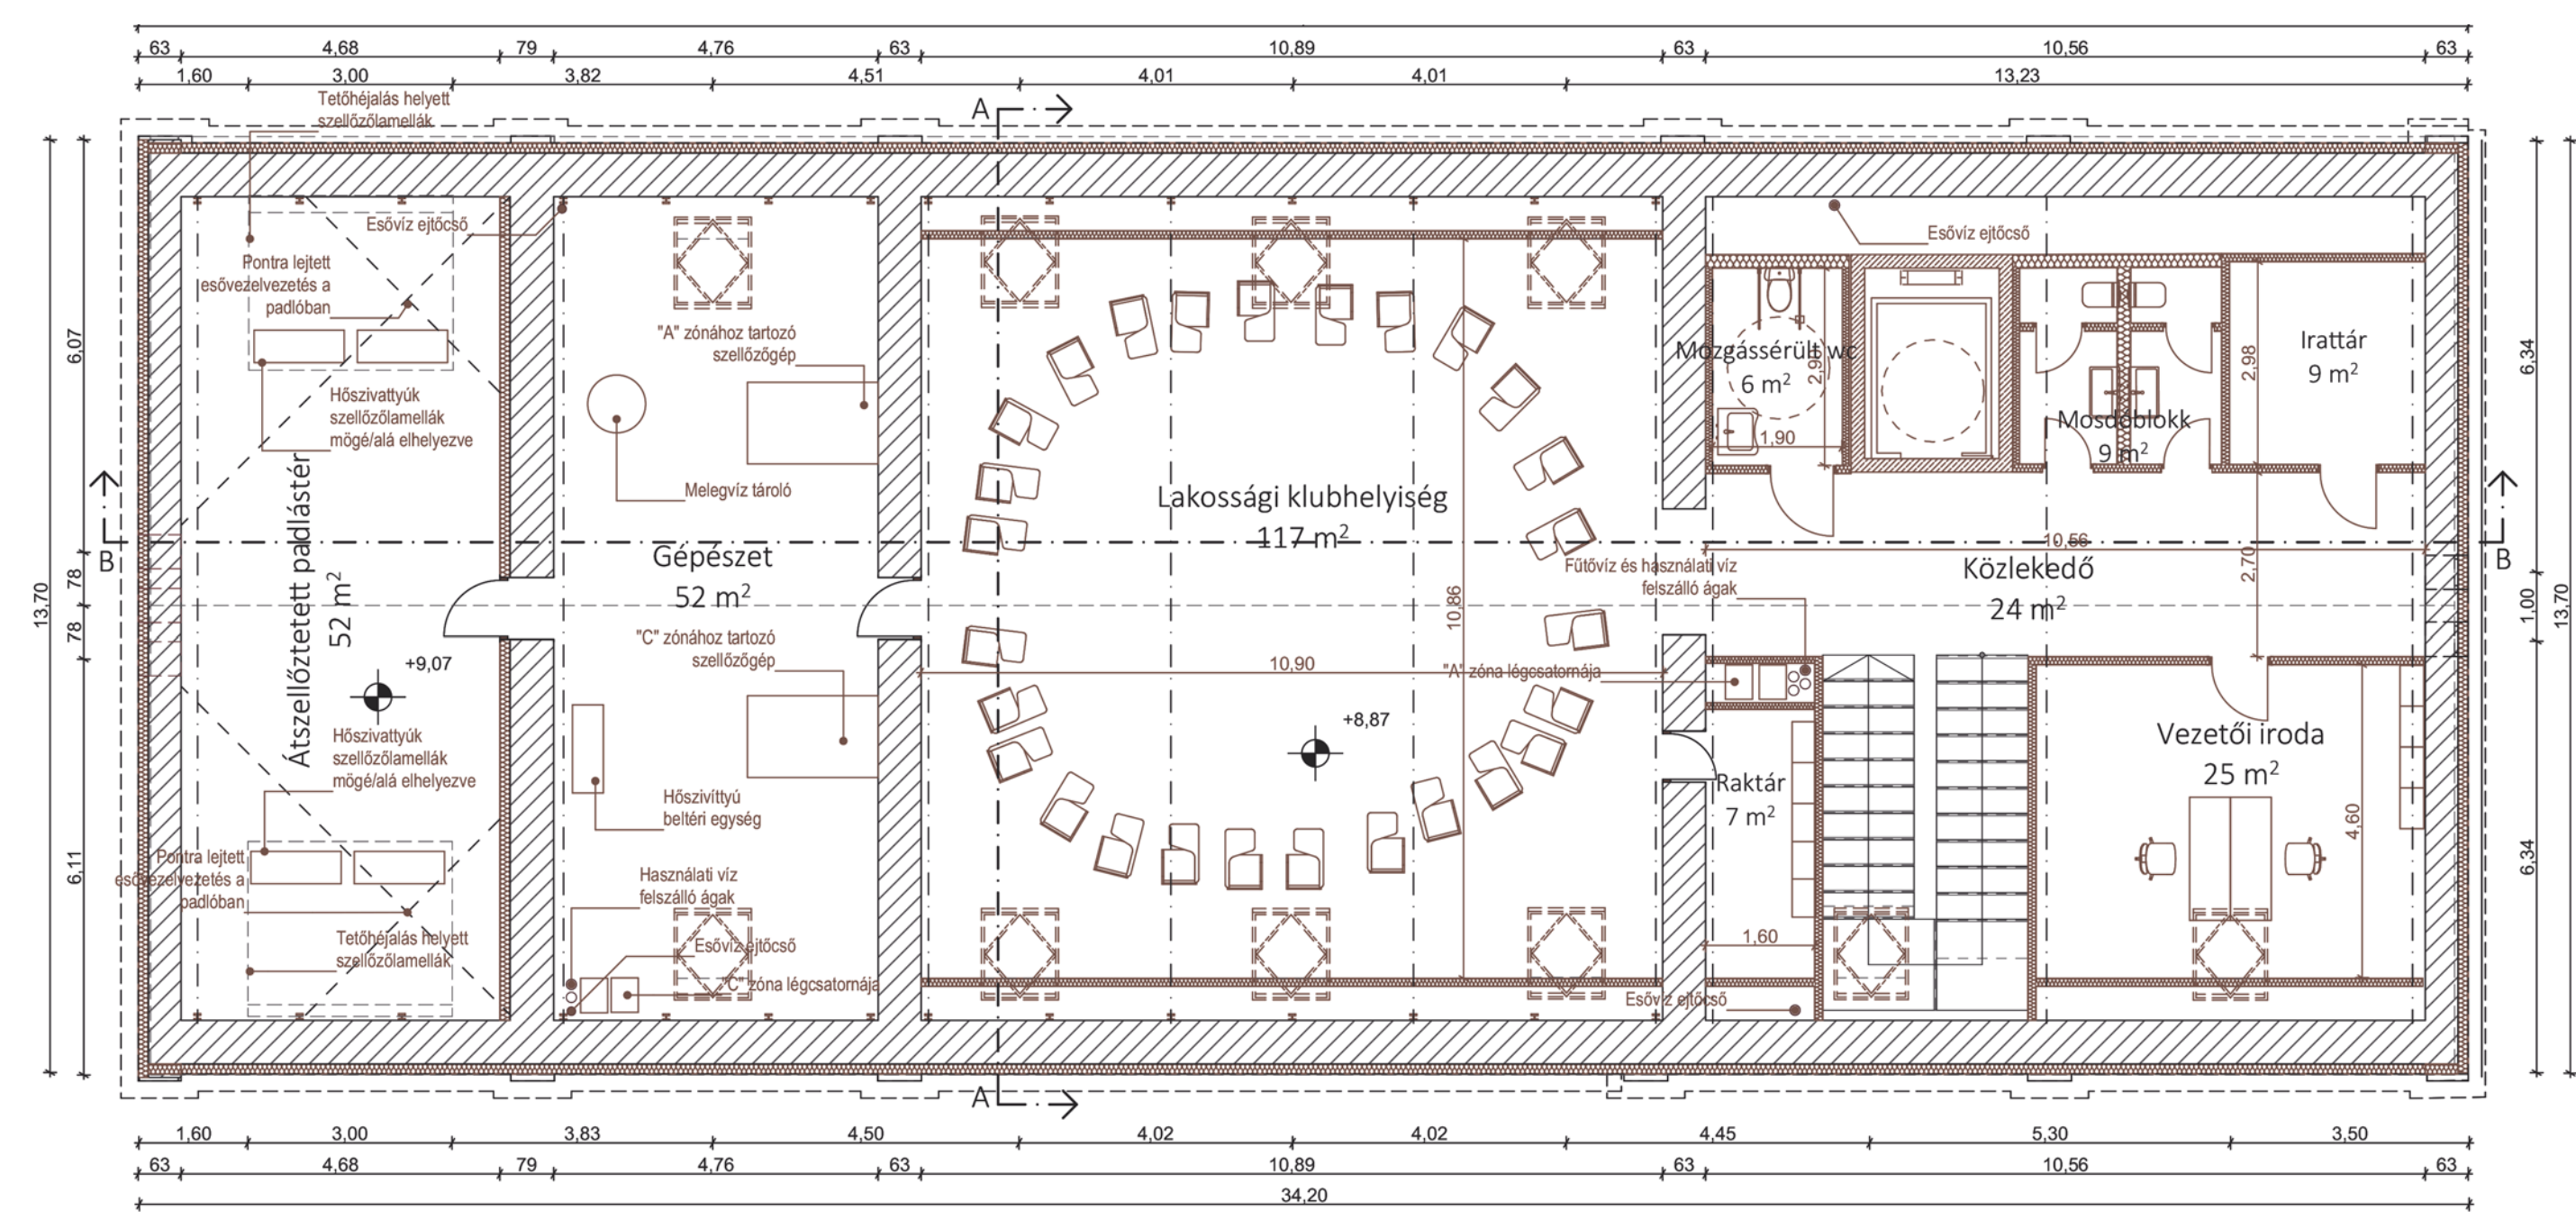 63 4,68 79 4,76 63 10,89 63 10,56 63
1,60 3,00 3,82 4,51 4,01 4,01 13,23
Tetőhéjalás helyett
szellőzőlamellák
A
Esővíz ejtőcső
Pontra lejtett
esővezelvezetés a
padlóban
Esővíz ejtőcső
"A" zónához tartozó
szellőzőgép
Mozgássérült wc
6 m²
2,98
1,90
Irattár
9 m²
2,98
Mosdóblokk
9 m²
Hőszivattyúk
szellőzőlamellák
mögé/alá elhelyezve
Melegvíz tároló
6,07
6,34
Lakossági klubhelyiség
117 m²
B
B
Átszellőztetett padlástér
52 m²
Gépészet
52 m²
10,56
2,70
Közlekedő
24 m²
Fűtővíz és használati víz
felszálló ágak
13,70
78
78
1,00
13,70
10,86
"C" zónához tartozó
szellőzőgép
+9,07
10,90
"A" zóna légcsatornája
+8,87
Hőszivattyúk
szellőzőlamellák
mögé/alá elhelyezve
Vezetői iroda
25 m²
4,60
Raktár
7 m²
Hőszivíttyú
beltéri egység
6,11
6,34
Pontra lejtett
esővezelvezetés a
padlóban
Használati víz
felszálló ágak
Tetőhéjalás helyett
szellőzőlamellák
Esővíz ejtőcső
"C" zóna légcsatornája
1,60
Esővíz ejtőcső
A
1,60 3,00 3,83 4,50 4,02 4,02 4,45 5,30 3,50
63 4,68 79 4,76 63 10,89 63 10,56 63
34,20